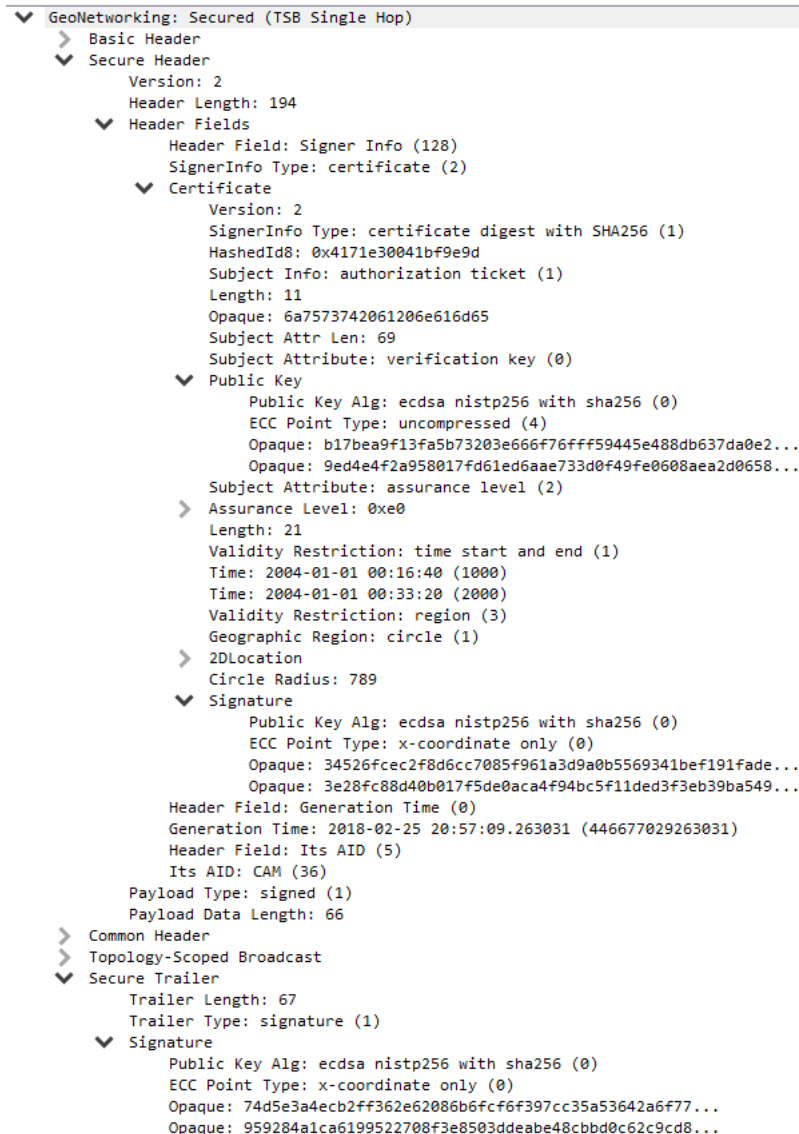 GeoNetworking: Secured (TSB Single Hop)
Basic Header
Secure Header
Version: 2
Header Length: 194
Header Fields
Header Field: Signer Info (128)
SignerInfo Type: certificate (2)
Certificate
Version: 2
SignerInfo Type: certificate digest with SHA256 (1)
HashedId8: 0x4171e30041bf9e9d
Subject Info: authorization ticket (1)
Length: 11
Opaque: 6a7573742061206e616d65
Subject Attr Len: 69
Subject Attribute: verification key (0)
Public Key
Public Key Alg: ecdsa nistp256 with sha256 (0)
ECC Point Type: uncompressed (4)
Opaque: b17bea9f13fa5b73203e666f76fff59445e488db637da0e2...
Opaque: 9ed4e4f2a958017fd61ed6aae733d0f49fe0608aea2d0658...
Subject Attribute: assurance level (2)
Assurance Level: 0xe0
Length: 21
Validity Restriction: time start and end (1)
Time: 2004-01-01 00:16:40 (1000)
Time: 2004-01-01 00:33:20 (2000)
Validity Restriction: region (3)
Geographic Region: circle (1)
2DLocation
Circle Radius: 789
Signature
Public Key Alg: ecdsa nistp256 with sha256 (0)
ECC Point Type: x-coordinate only (0)
Opaque: 34526fcec2f8d6cc7085f961a3d9a0b5569341bef191fade...
Opaque: 3e28fc88d40b017f5de0aca4f94bc5f11ded3f3eb39ba549...
Header Field: Generation Time (0)
Generation Time: 2018-02-25 20:57:09.263031 (446677029263031)
Header Field: Its AID (5)
Its AID: CAM (36)
Payload Type: signed (1)
Payload Data Length: 66
Common Header
Topology-Scoped Broadcast
Secure Trailer
Trailer Length: 67
Trailer Type: signature (1)
Signature
Public Key Alg: ecdsa nistp256 with sha256 (0)
ECC Point Type: x-coordinate only (0)
Opaque: 74d5e3a4ecb2ff362e62086b6fcf6f397cc35a53642a6f77...
Opaque: 959284a1ca6199522708f3e8503ddeabe48cbbd0c62c9cd8...